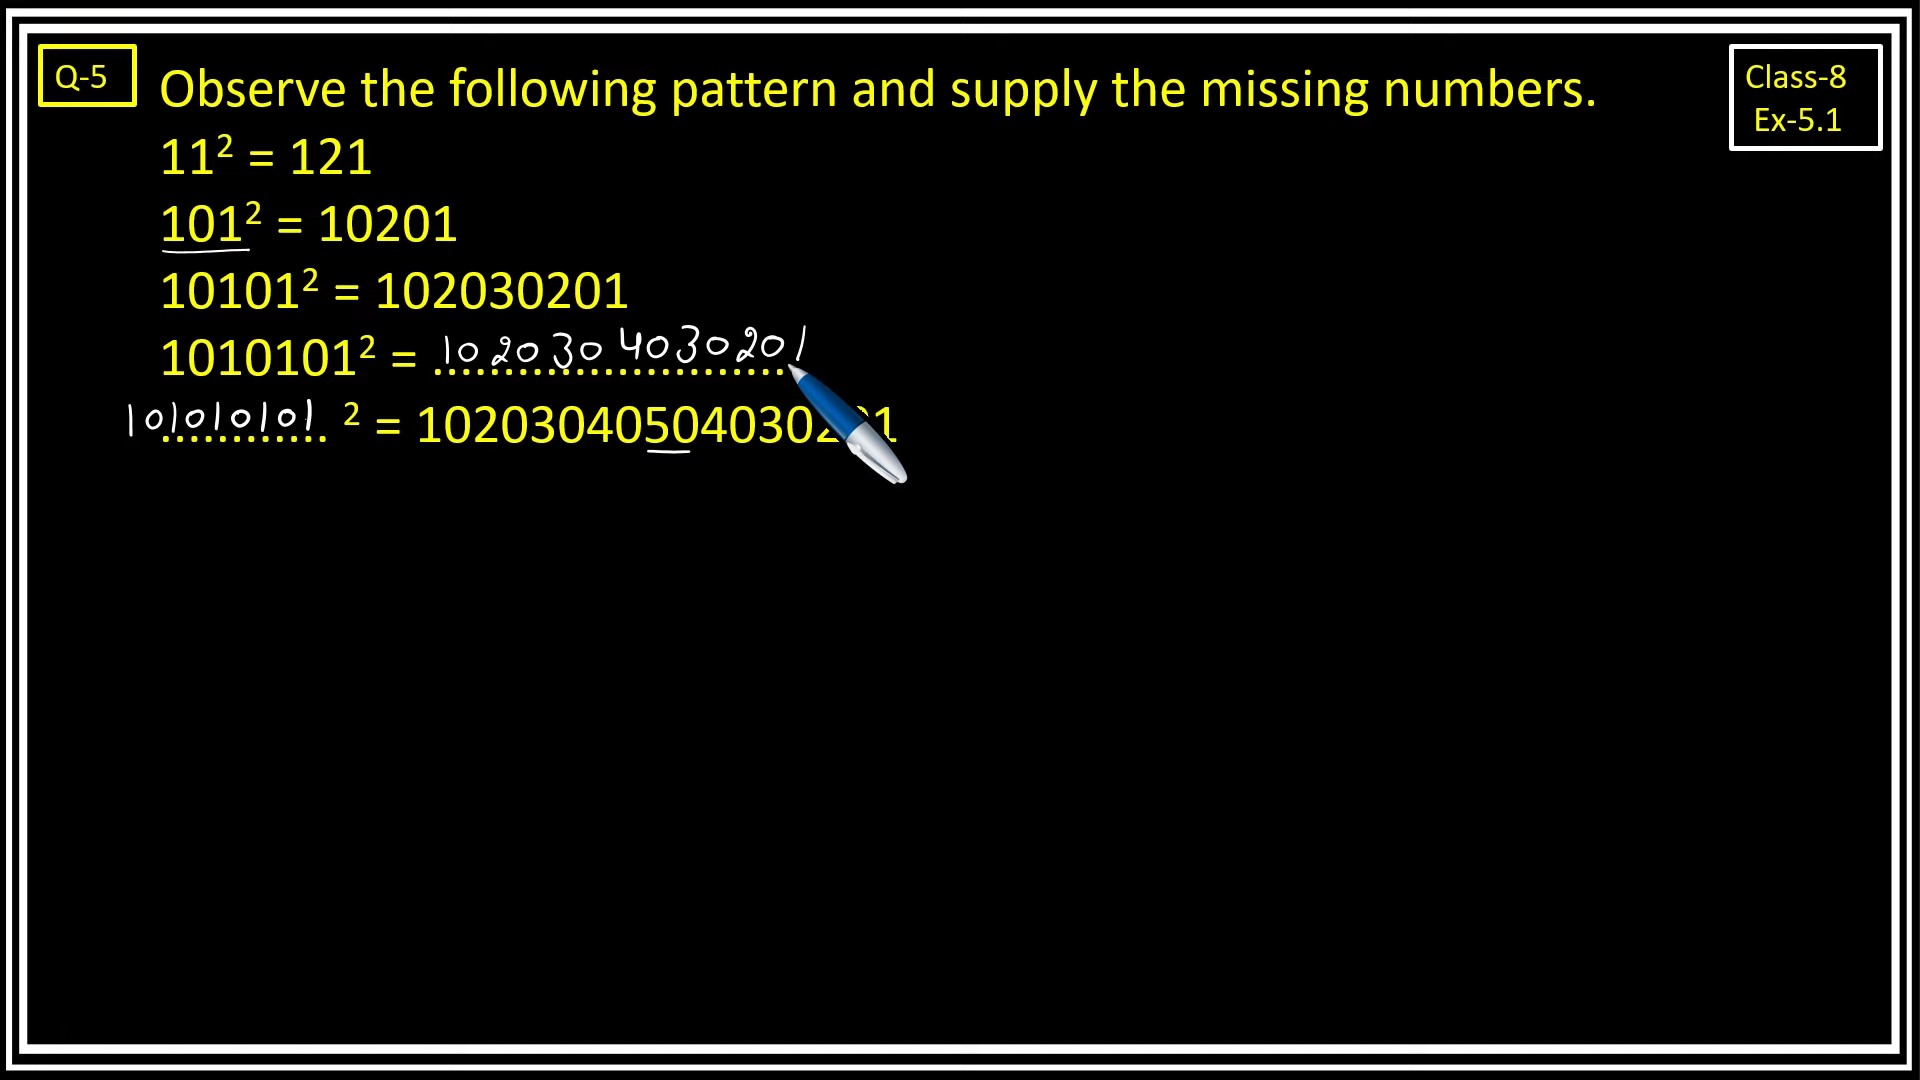 Q-5
Observe the following pattern and supply the missing numbers.
Class-8
Ex-5.1
11² = 121
101² = 10201
10101² = 102030201
1010101² = 1020304030201
101010101 ² = 10203040504030201